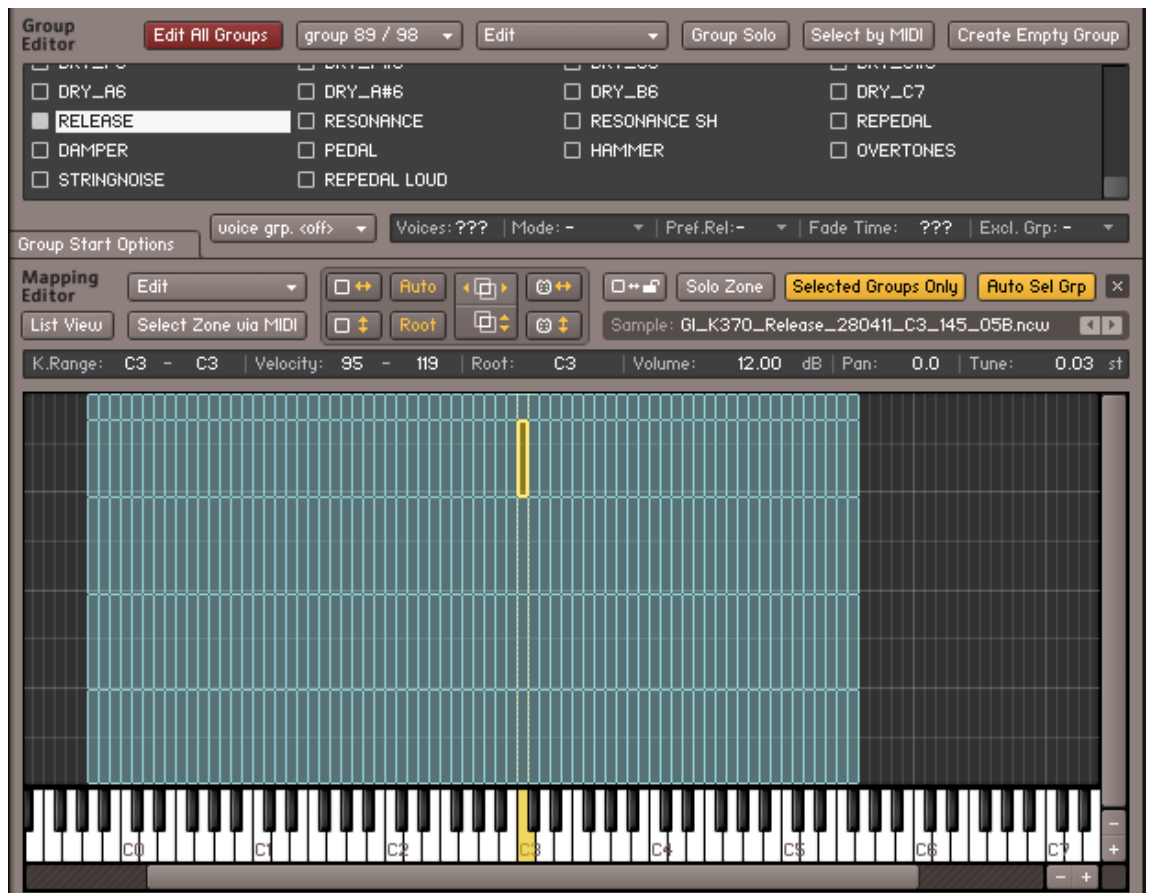 Group Editor
Edit All Groups
group 89 / 98
Edit
Group Solo
Select by MIDI
Create Empty Group
DRY_A6
DRY_A#6
DRY_B6
DRY_C7
RELEASE
RESONANCE
RESONANCE SH
REPEDAL
DAMPER
PEDAL
HAMMER
OVERTONES
STRINGNOISE
REPEDAL LOUD
voice grp. <off>
Voices: ??? | Mode: - | Pref.Rel:- | Fade Time: ??? | Excl. Grp: -
Group Start Options
Mapping Editor
Edit
Auto
Solo Zone
Selected Groups Only
Auto Sel Grp
×
List View
Select Zone via MIDI
Root
Sample: GI_K370_Release_280411_C3_145_05B.ncw
K.Range: C3 - C3 | Velocity: 95 - 119 | Root: C3 | Volume: 12.00 dB | Pan: 0.0 | Tune: 0.03 st
C0 C1 C2 C3 C4 C5 C6 C7
- +
- +